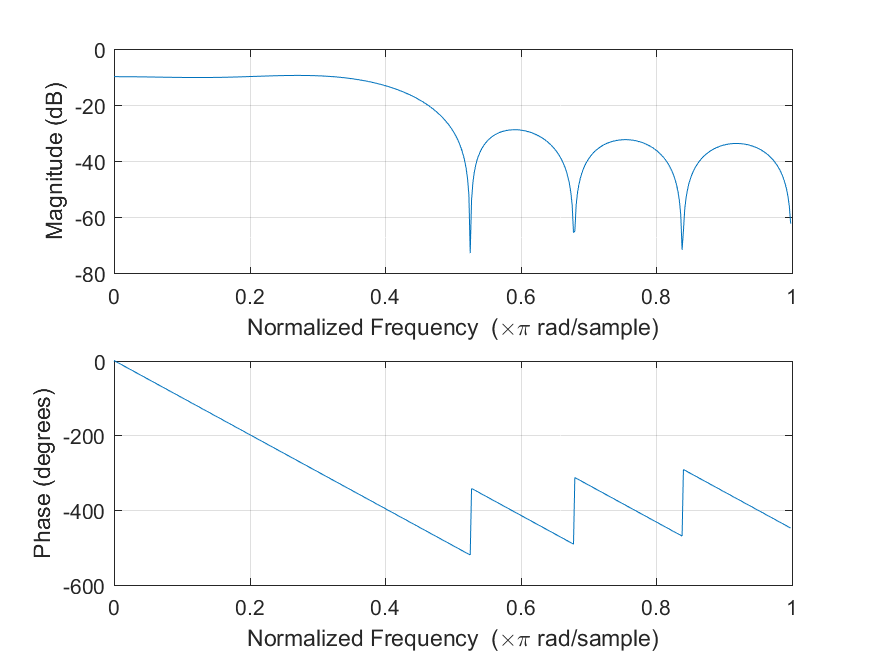 0
-20
-40
-60
-80
Magnitude (dB)
0 0.2 0.4 0.6 0.8 1
Normalized Frequency (×π rad/sample)
0
-200
-400
-600
Phase (degrees)
0 0.2 0.4 0.6 0.8 1
Normalized Frequency (×π rad/sample)